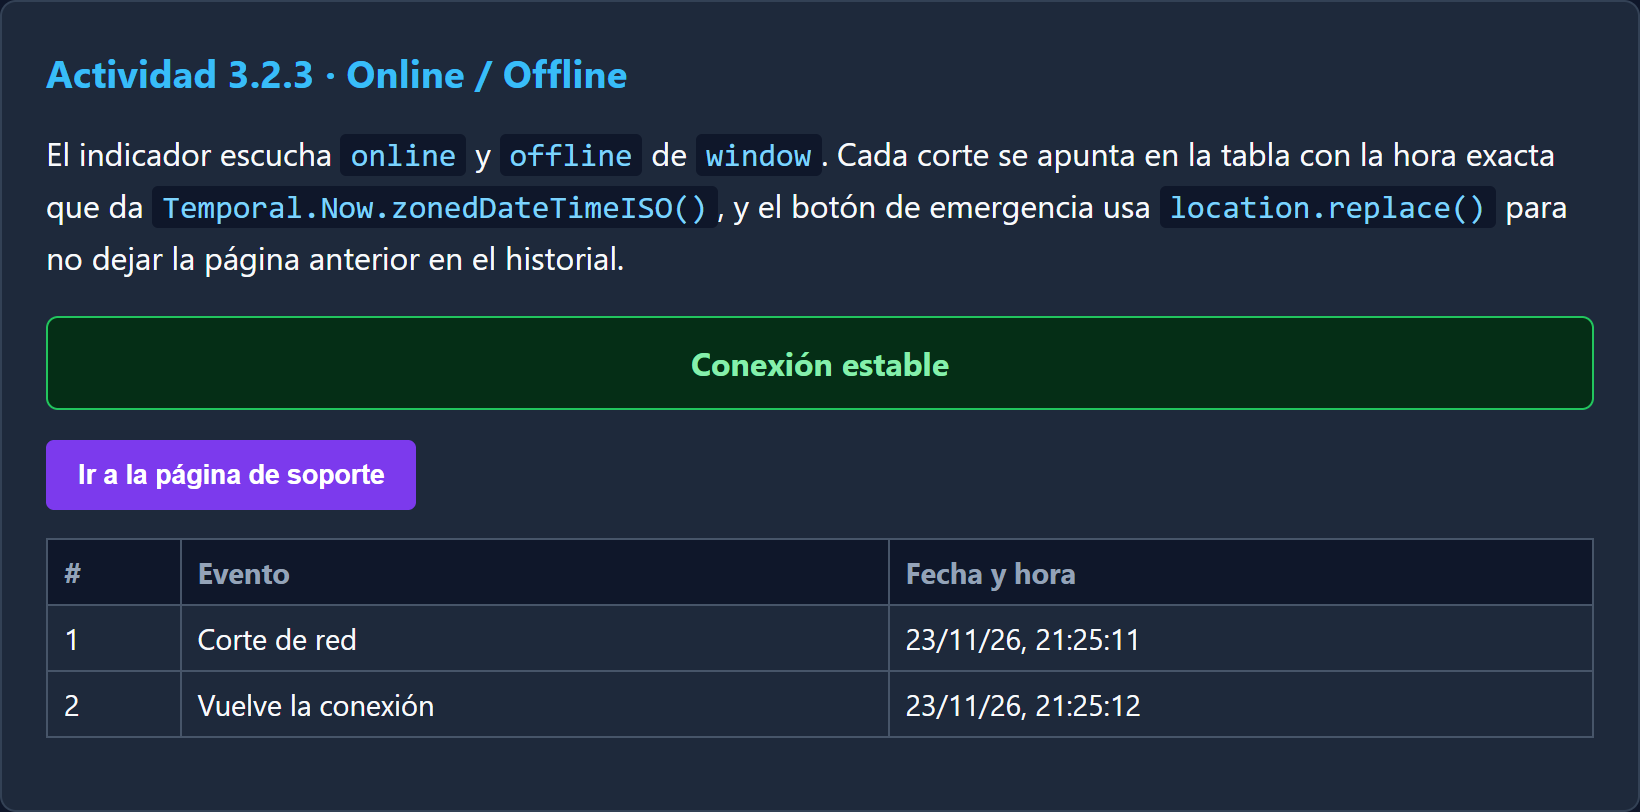 Actividad 3.2.3 · Online / Offline
El indicador escucha online y offline de window. Cada corte se apunta en la tabla con la hora exacta
que da Temporal.Now.zonedDateTimeISO(), y el botón de emergencia usa location.replace() para
no dejar la página anterior en el historial.
Conexión estable
Ir a la página de soporte
# Evento Fecha y hora
1 Corte de red 23/11/26, 21:25:11
2 Vuelve la conexión 23/11/26, 21:25:12